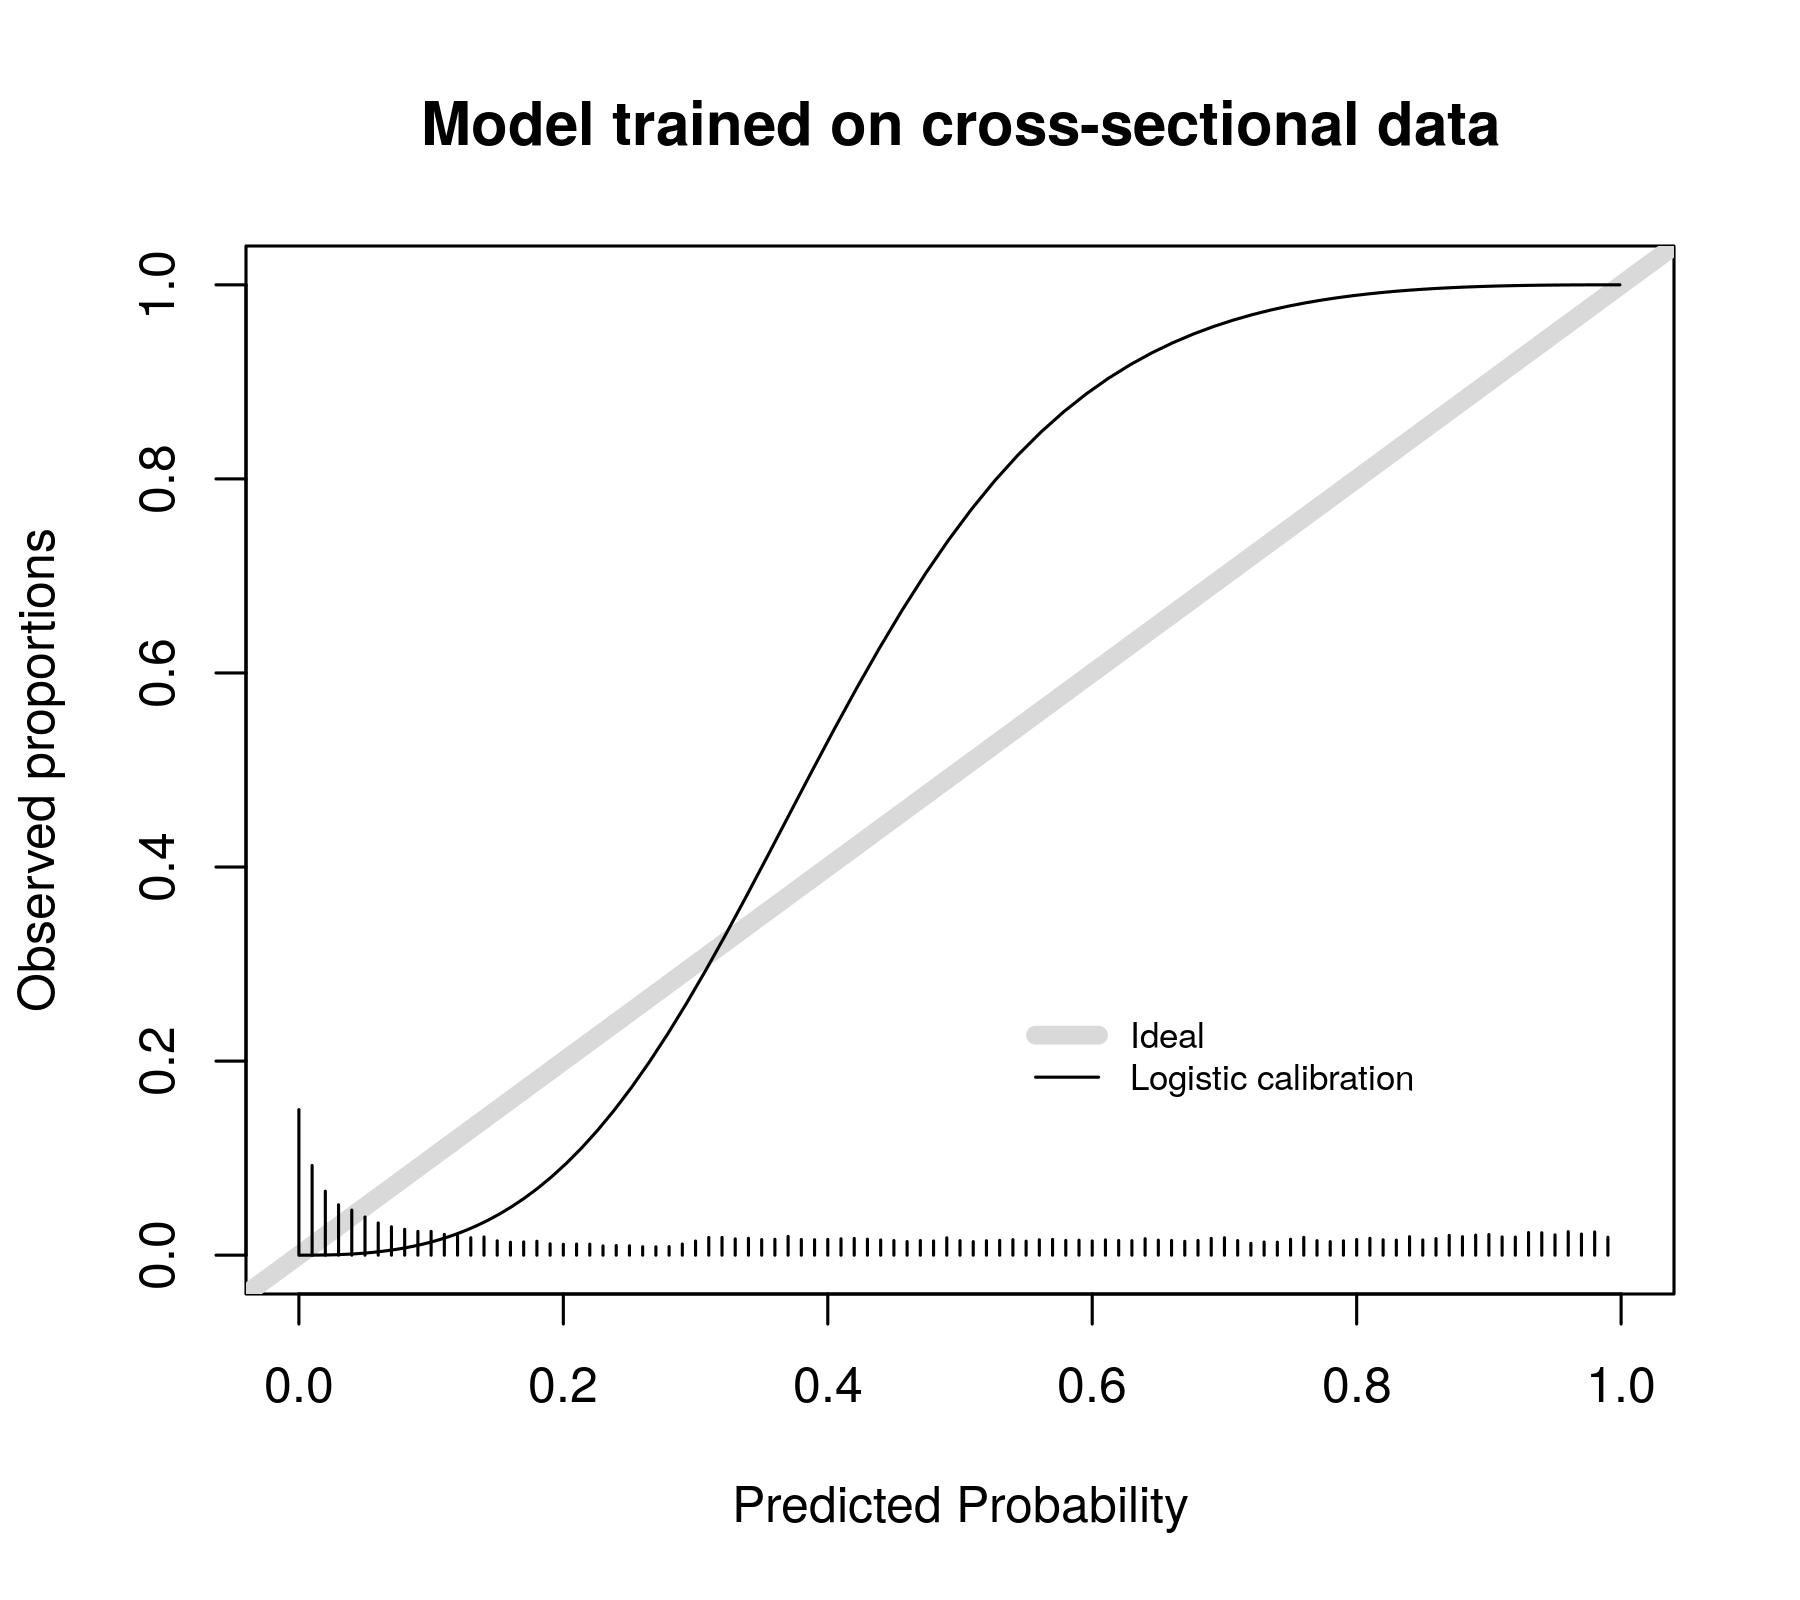 Model trained on cross-sectional data
Observed proportions
1.0
0.8
0.6
0.4
0.2
0.0
Ideal
Logistic calibration
0.0 0.2 0.4 0.6 0.8 1.0
Predicted Probability